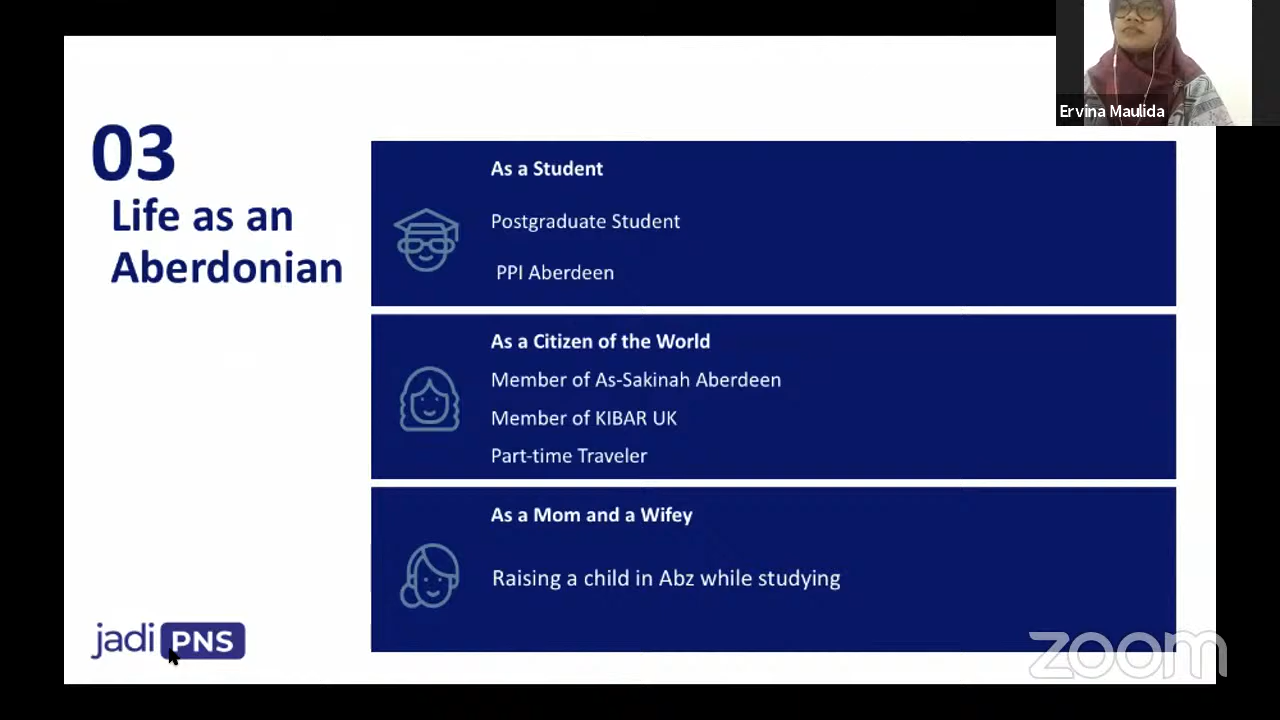 Ervina Maulida
03
Life as an
Aberdonian
As a Student
Postgraduate Student
PPI Aberdeen
As a Citizen of the World
Member of As-Sakinah Aberdeen
Member of KIBAR UK
Part-time Traveler
As a Mom and a Wifey
Raising a child in Abz while studying
jadi PNS
zoom